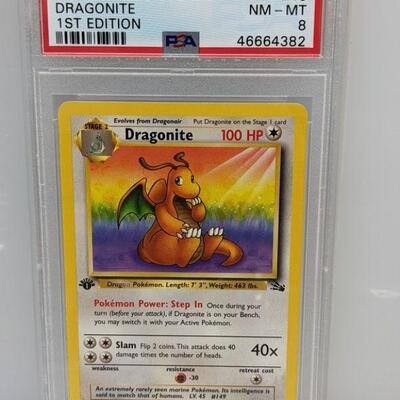 DRAGONITE
NM - MT
1ST EDITION
PSA
8
46664382
Evolves from Dragonair
Put Dragonite on the Stage 1 card
STAGE 2
Dragonite
100 HP
Dragon Pokémon. Length: 7' 3", Weight: 463 lbs.
Pokémon Power: Step In Once during your
turn (before your attack), if Dragonite is on your Bench,
you may switch it with your Active Pokémon.
Slam Flip 2 coins. This attack does 40
damage times the number of heads.
40x
weakness
resistance
retreat cost
-30
An extremely rarely seen marine Pokémon. Its intelligence is
said to match that of humans. LV. 45 #149